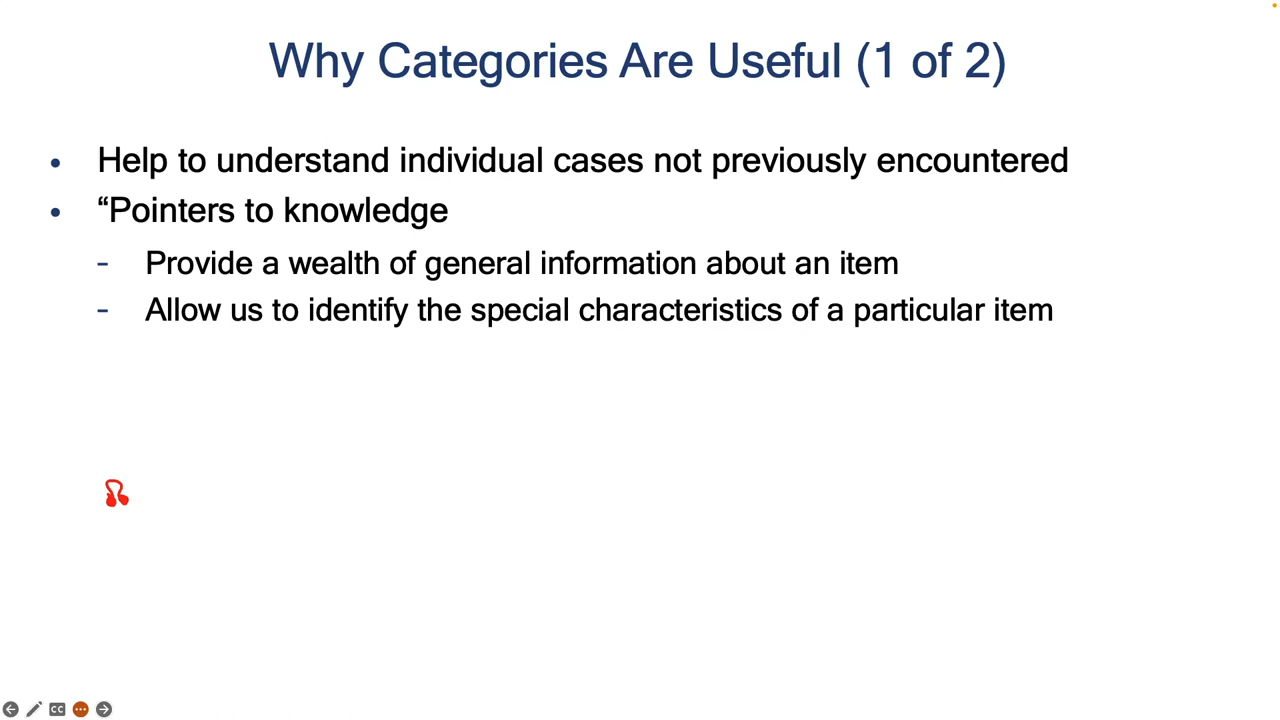 Why Categories Are Useful (1 of 2)
• Help to understand individual cases not previously encountered
• “Pointers to knowledge
- Provide a wealth of general information about an item
- Allow us to identify the special characteristics of a particular item
CC